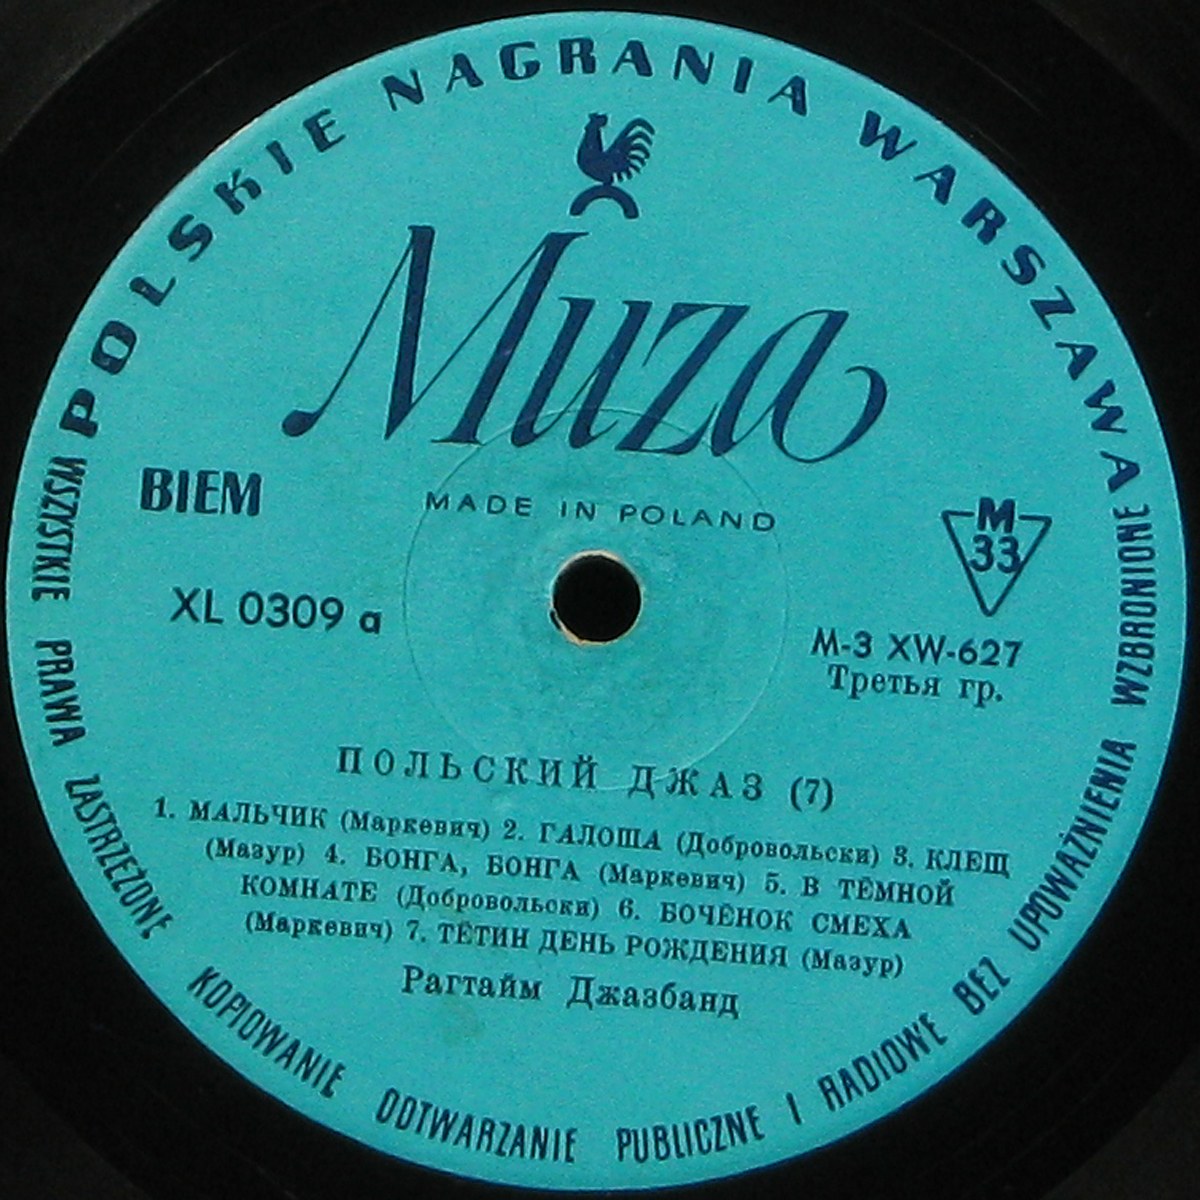 POLSKIE NAGRANIA WARSZAWA
Muza
MADE IN POLAND
BIEM
M
33
XL 0309 a
M-3 XW-627
Третья гр.
ПОЛЬСКИЙ ДЖАЗ (7)
1. МАЛЬЧИК (Маркевич) 2. ГАЛОША (Добровольски) 3. КЛЕЩ
(Мазур) 4. БОНГА, БОНГА (Маркевич) 5. В ТЁМНОЙ
КОМНАТЕ (Добровольски) 6. БОЧЁНОК СМЕХА
(Маркевич) 7. ТЁТИН ДЕНЬ РОЖДЕНИЯ (Мазур)
Рагтайм Джазбанд
WSZYSTKIE PRAWA ZASTRZEŻONE KOPIOWANIE ODTWARZANIE PUBLICZNE I RADIOWE BEZ UPOWAŻNIENIA WZBRONIONE